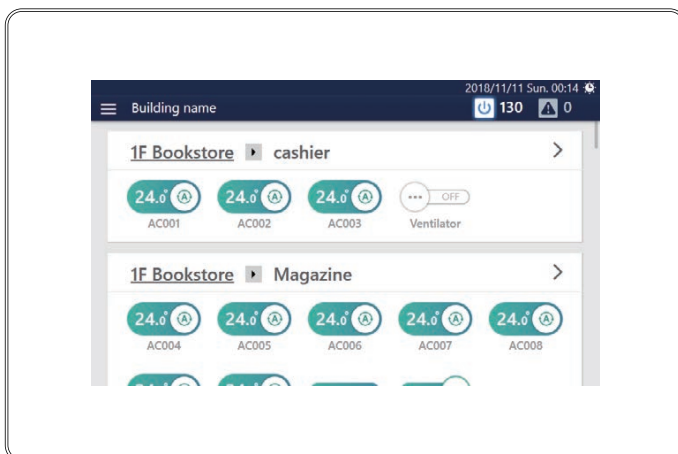 2018/11/11 Sun. 00:14
Building name 130 0
1F Bookstore cashier
24.0° A 24.0° A 24.0° A ... OFF
AC001 AC002 AC003 Ventilator
1F Bookstore Magazine
24.0° A 24.0° A 24.0° A 24.0° A 24.0° A
AC004 AC005 AC006 AC007 AC008